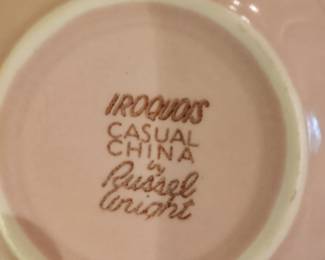 IROQUOIS
CASUAL
CHINA
by
Russel
Wright